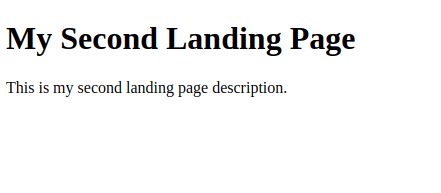 My Second Landing Page
This is my second landing page description.